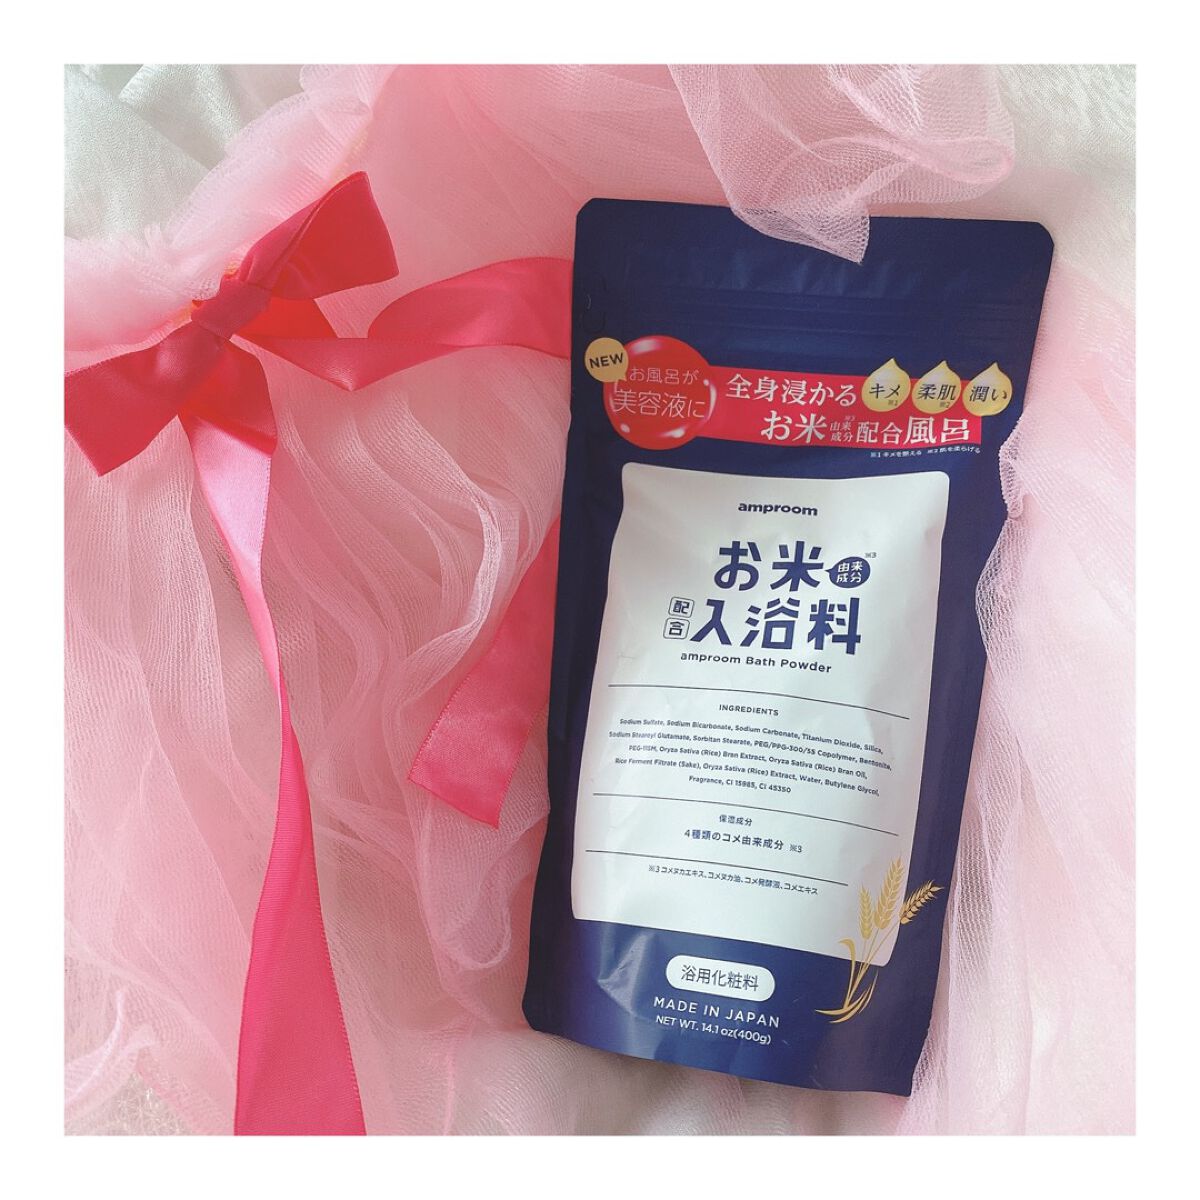 NEW
お風呂が
美容液に
全身浸かる
キメ※1
柔肌※2
潤い
お米由来成分※3配合風呂
※1 キメを整える ※2 肌を柔らげる
amproom
お米由来成分※3
配合入浴料
amproom Bath Powder
INGREDIENTS
Sodium Sulfate, Sodium Bicarbonate, Sodium Carbonate, Titanium Dioxide, Silica,
Sodium Stearoyl Glutamate, Sorbitan Stearate, PEG/PPG-300/55 Copolymer, Bentonite,
PEG-115M, Oryza Sativa (Rice) Bran Extract, Oryza Sativa (Rice) Bran Oil,
Rice Ferment Filtrate (Sake), Oryza Sativa (Rice) Extract, Water, Butylene Glycol,
Fragrance, CI 15985, CI 45350
保湿成分
4種類のコメ由来成分 ※3
※3 コメヌカエキス、コメヌカ油、コメ発酵液、コメエキス
浴用化粧料
MADE IN JAPAN
NET WT. 14.1 oz(400g)